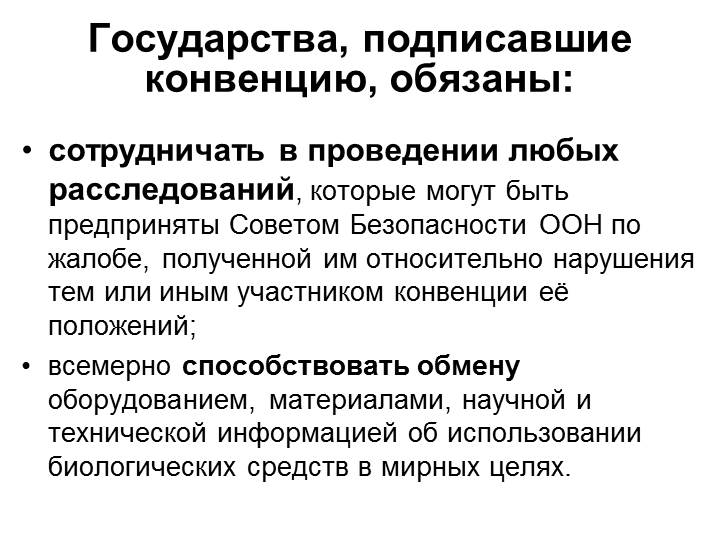 Государства, подписавшие
конвенцию, обязаны:
• сотрудничать в проведении любых
расследований, которые могут быть
предприняты Советом Безопасности ООН по
жалобе, полученной им относительно нарушения
тем или иным участником конвенции её
положений;
• всемерно способствовать обмену
оборудованием, материалами, научной и
технической информацией об использовании
биологических средств в мирных целях.